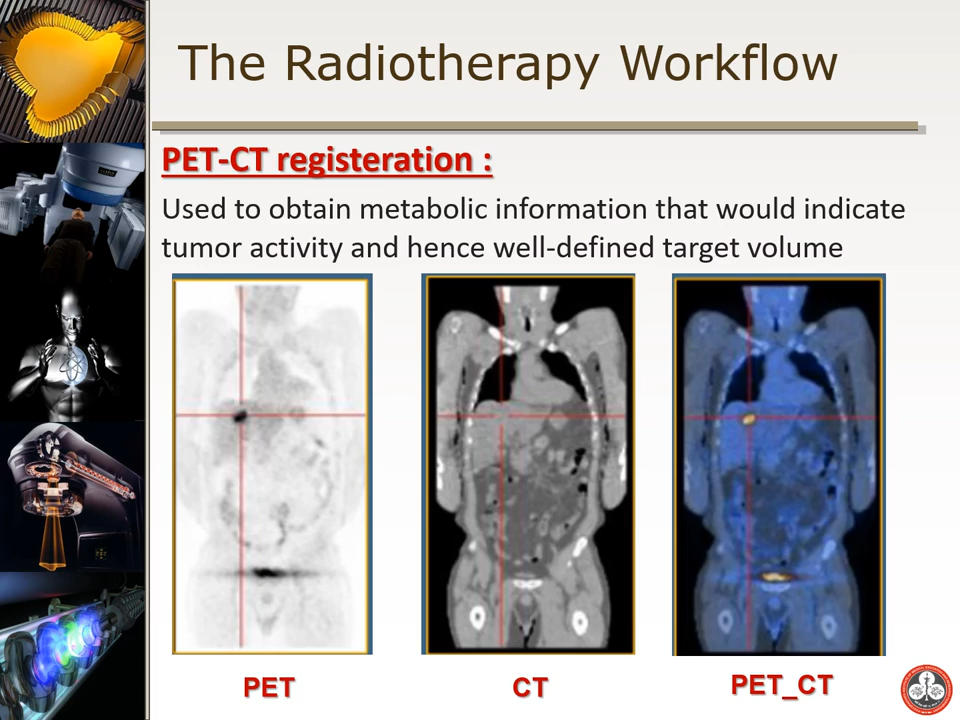 The Radiotherapy Workflow
PET-CT registeration :
Used to obtain metabolic information that would indicate
tumor activity and hence well-defined target volume
PET
CT
PET_CT